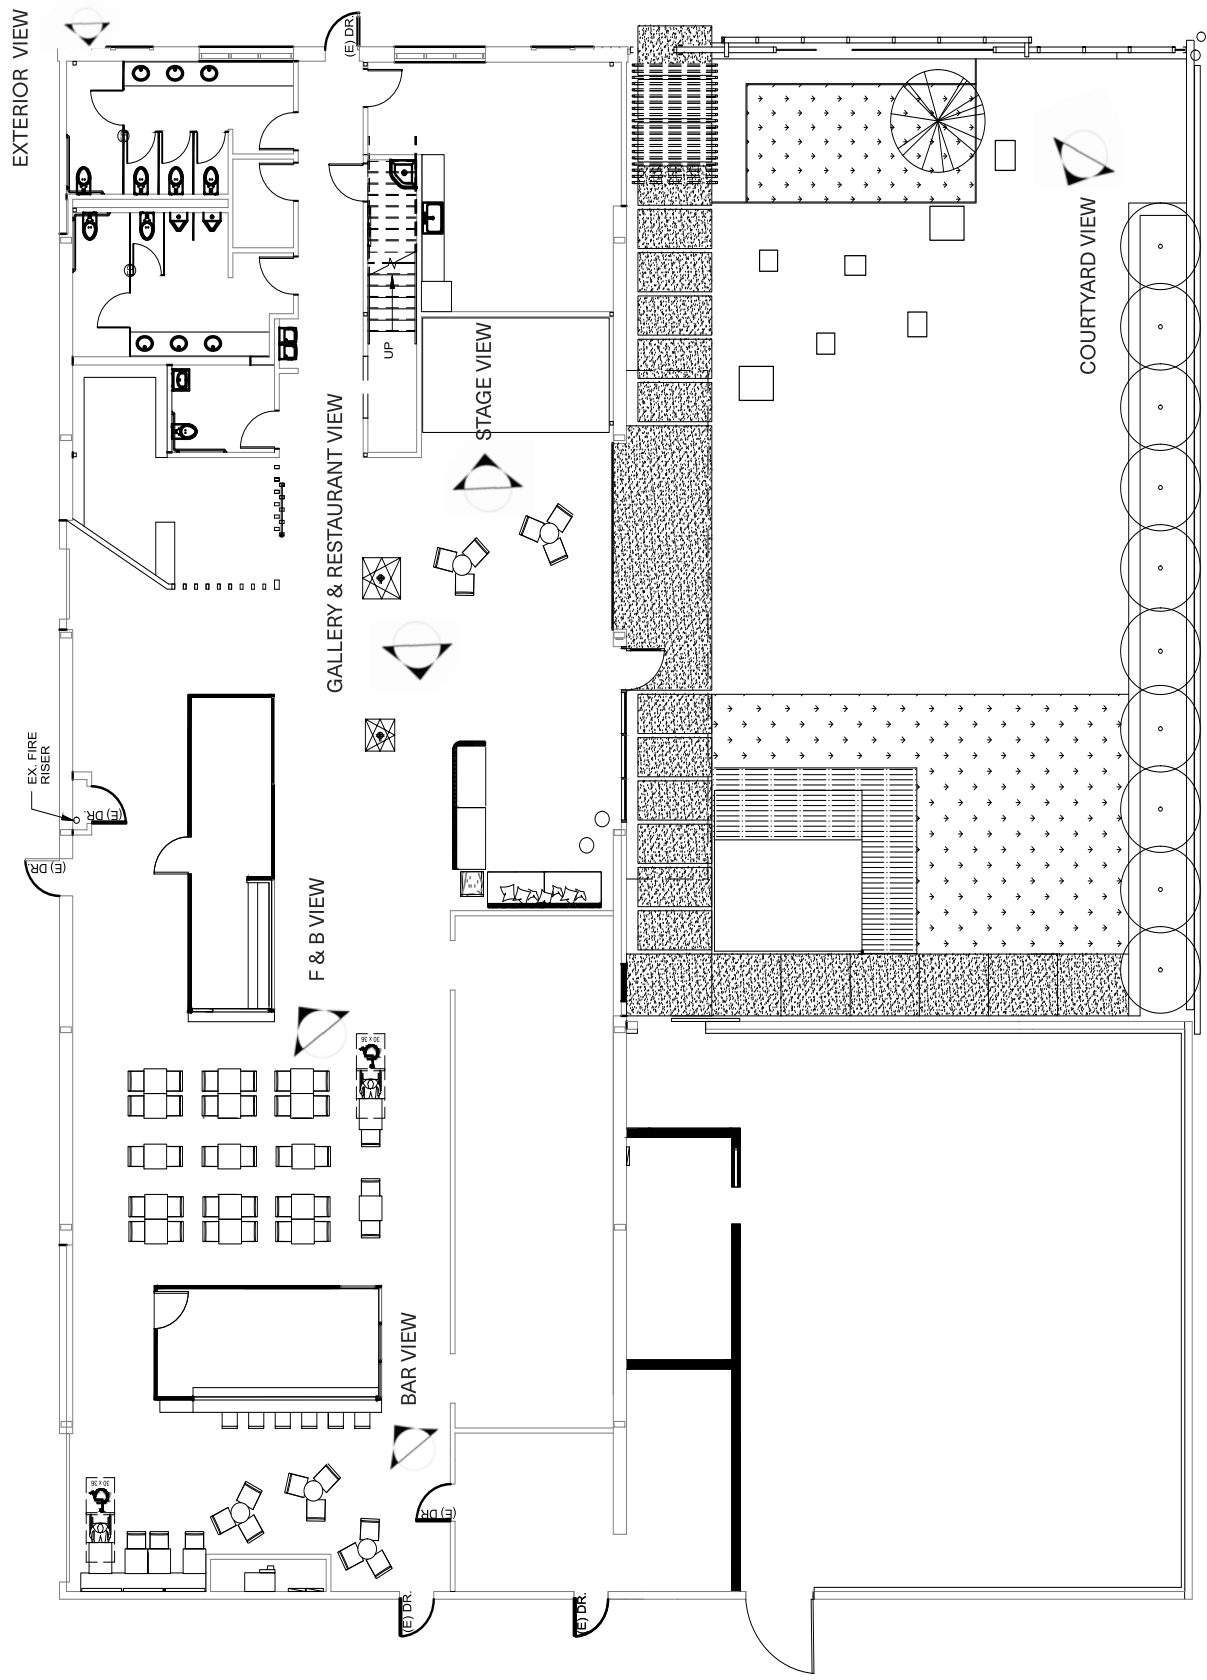 EXTERIOR VIEW
(E) DR.
COURTYARD VIEW
UP
STAGE VIEW
GALLERY & RESTAURANT VIEW
EX. FIRE
RISER
(E) DR.
(E) DR.
F & B VIEW
30 x 36
BAR VIEW
30 x 36
(E) DR.
(E) DR.
(E) DR.